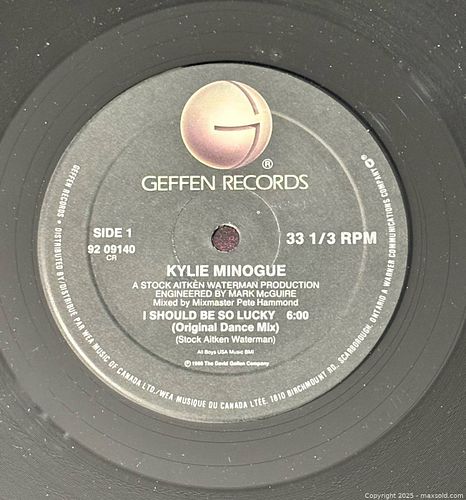 ®
GEFFEN RECORDS
SIDE 1
92 09140
CR
33 1/3 RPM
KYLIE MINOGUE
A STOCK AITKEN WATERMAN PRODUCTION
ENGINEERED BY MARK McGUIRE
Mixed by Mixmaster Pete Hammond
I SHOULD BE SO LUCKY 6:00
(Original Dance Mix)
(Stock Aitken Waterman)
All Boys USA Music BMI
The David Geffen Company
GEFFEN RECORDS • DISTRIBUTED BY/DISTRIBUÉ PAR WEA MUSIC OF CANADA LTD./WEA MUSIQUE DU CANADA LTÉE. 1810 BIRCHMOUNT RD., SCARBOROUGH, ONTARIO A WARNER COMMUNICATIONS COMPANY
Copyright 2025 - maxsold.com